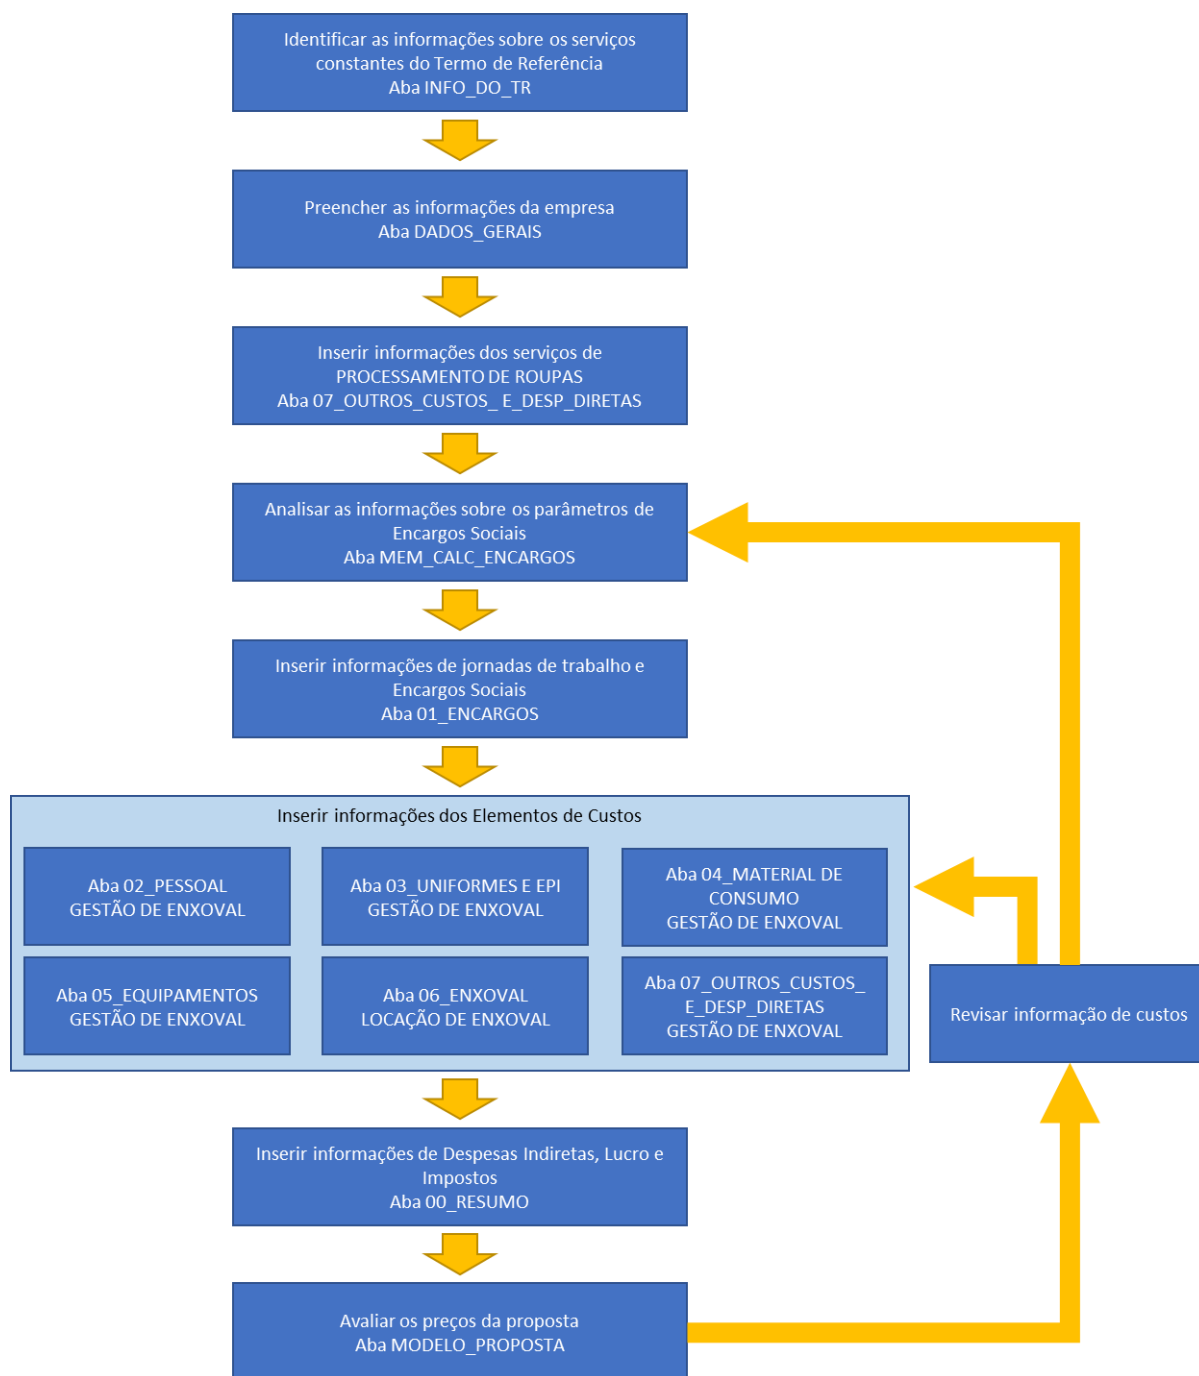 Identificar as informações sobre os serviços
constantes do Termo de Referência
Aba INFO_DO_TR
Preencher as informações da empresa
Aba DADOS_GERAIS
Inserir informações dos serviços de
PROCESSAMENTO DE ROUPAS
Aba 07_OUTROS_CUSTOS_ E_DESP_DIRETAS
Analisar as informações sobre os parâmetros de
Encargos Sociais
Aba MEM_CALC_ENCARGOS
Inserir informações de jornadas de trabalho e
Encargos Sociais
Aba 01_ENCARGOS
Inserir informações dos Elementos de Custos
Aba 02_PESSOAL
GESTÃO DE ENXOVAL
Aba 03_UNIFORMES E EPI
GESTÃO DE ENXOVAL
Aba 04_MATERIAL DE
CONSUMO
GESTÃO DE ENXOVAL
Aba 05_EQUIPAMENTOS
GESTÃO DE ENXOVAL
Aba 06_ENXOVAL
LOCAÇÃO DE ENXOVAL
Aba 07_OUTROS_CUSTOS_
E_DESP_DIRETAS
GESTÃO DE ENXOVAL
Revisar informação de custos
Inserir informações de Despesas Indiretas, Lucro e
Impostos
Aba 00_RESUMO
Avaliar os preços da proposta
Aba MODELO_PROPOSTA